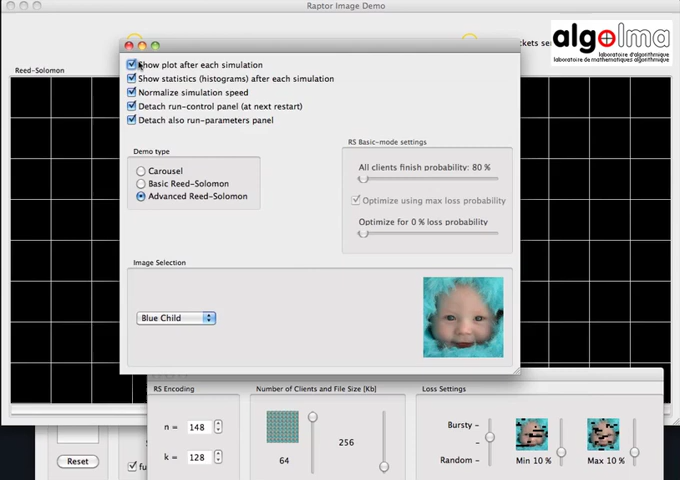 Raptor Image Demo
algolma
laboratoire d'algorithmique
laboratoire de mathématiques algorithmiques
Reed-Solomon
Show plot after each simulation
Show statistics (histograms) after each simulation
Normalize simulation speed
Detach run-control panel (at next restart)
Detach also run-parameters panel
Demo type
Carousel
Basic Reed-Solomon
Advanced Reed-Solomon
RS Basic-mode settings
All clients finish probability: 80 %
Optimize using max loss probability
Optimize for 0 % loss probability
Image Selection
Blue Child
RS Encoding
n = 148
k = 128
Number of Clients and File Size [Kb]
64
256
Loss Settings
Bursty –
–
Random –
Min 10 %
Max 10 %
Reset